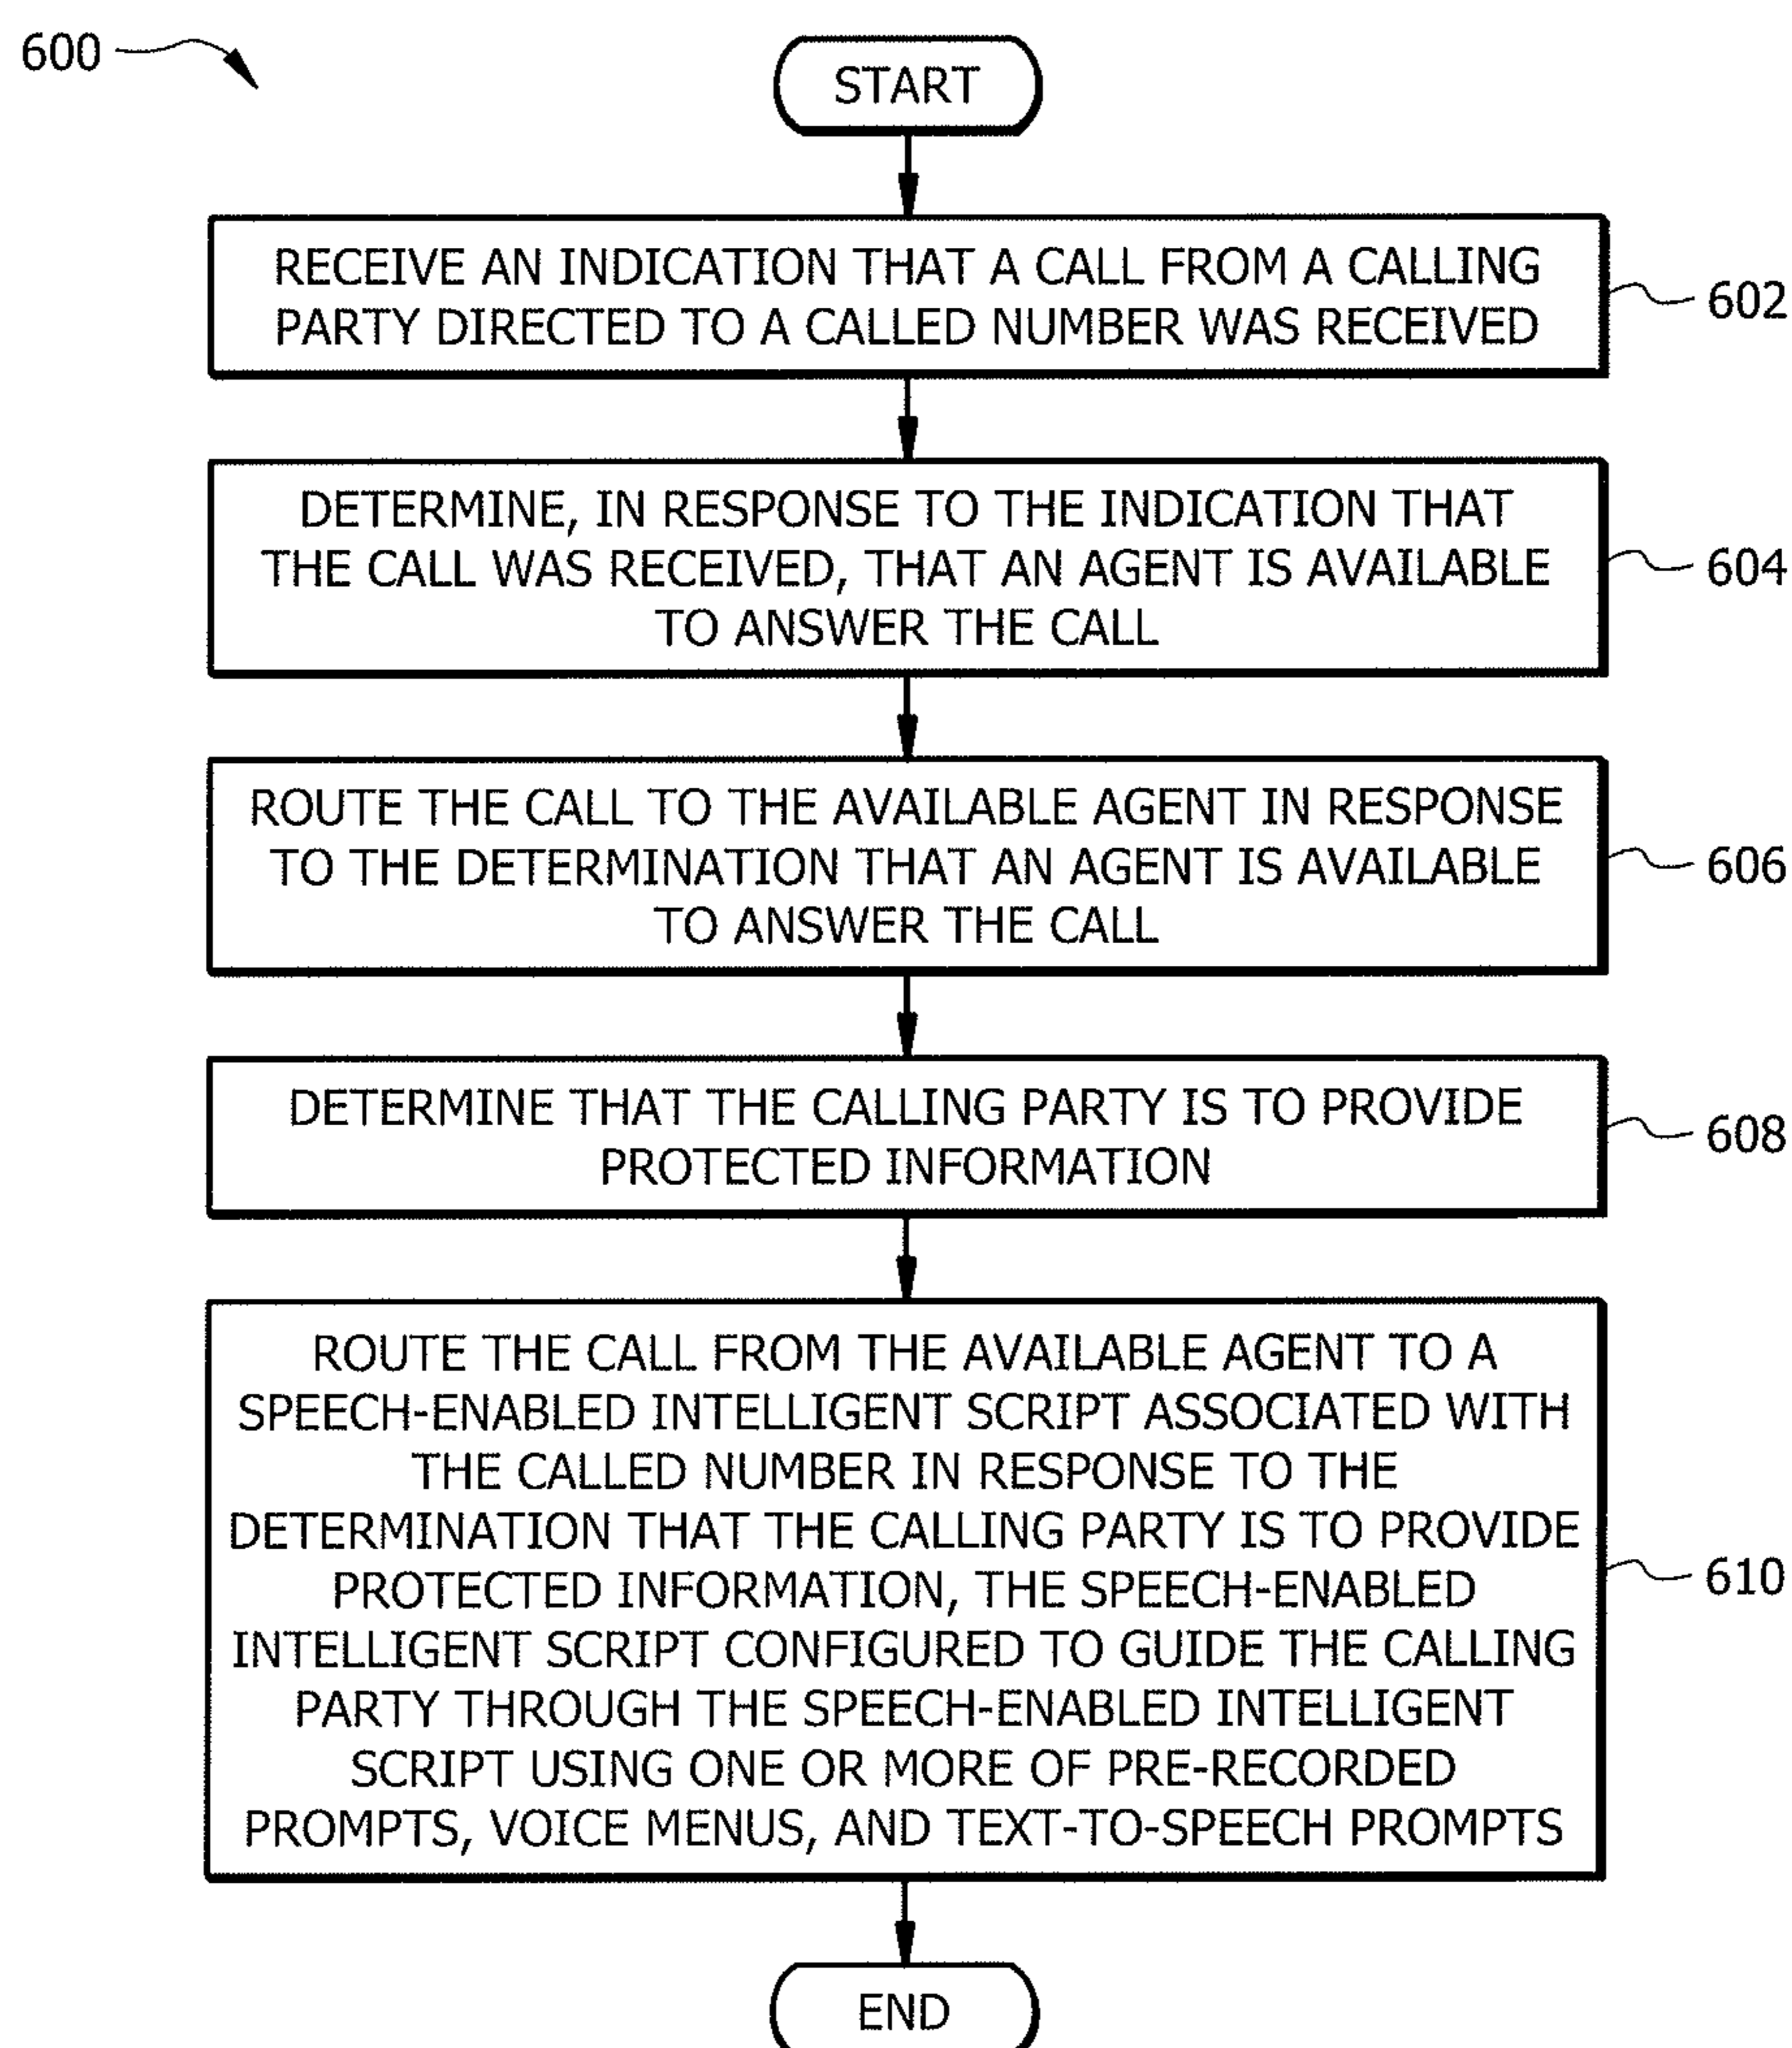 600
START
RECEIVE AN INDICATION THAT A CALL FROM A CALLING
PARTY DIRECTED TO A CALLED NUMBER WAS RECEIVED
602
DETERMINE, IN RESPONSE TO THE INDICATION THAT
THE CALL WAS RECEIVED, THAT AN AGENT IS AVAILABLE
TO ANSWER THE CALL
604
ROUTE THE CALL TO THE AVAILABLE AGENT IN RESPONSE
TO THE DETERMINATION THAT AN AGENT IS AVAILABLE
TO ANSWER THE CALL
606
DETERMINE THAT THE CALLING PARTY IS TO PROVIDE
PROTECTED INFORMATION
608
ROUTE THE CALL FROM THE AVAILABLE AGENT TO A
SPEECH-ENABLED INTELLIGENT SCRIPT ASSOCIATED WITH
THE CALLED NUMBER IN RESPONSE TO THE
DETERMINATION THAT THE CALLING PARTY IS TO PROVIDE
PROTECTED INFORMATION, THE SPEECH-ENABLED
INTELLIGENT SCRIPT CONFIGURED TO GUIDE THE CALLING
PARTY THROUGH THE SPEECH-ENABLED INTELLIGENT
SCRIPT USING ONE OR MORE OF PRE-RECORDED
PROMPTS, VOICE MENUS, AND TEXT-TO-SPEECH PROMPTS
610
END